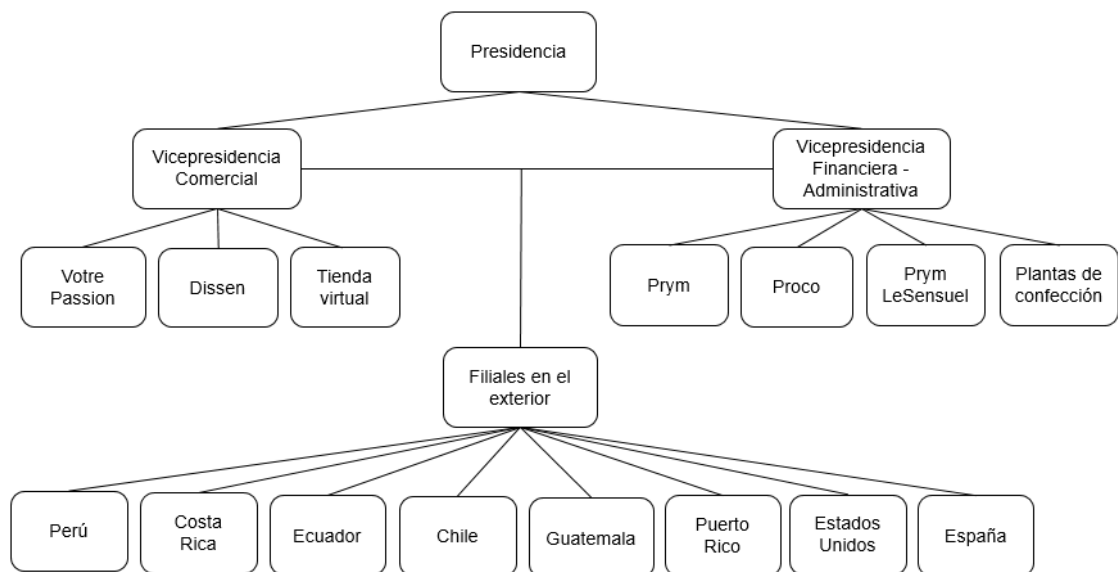 Presidencia
Vicepresidencia
Comercial
Vicepresidencia
Financiera -
Administrativa
Votre
Passion
Dissen
Tienda
virtual
Prym
Proco
Prym
LeSensuel
Plantas de
confección
Filiales en el
exterior
Perú
Costa
Rica
Ecuador
Chile
Guatemala
Puerto
Rico
Estados
Unidos
España